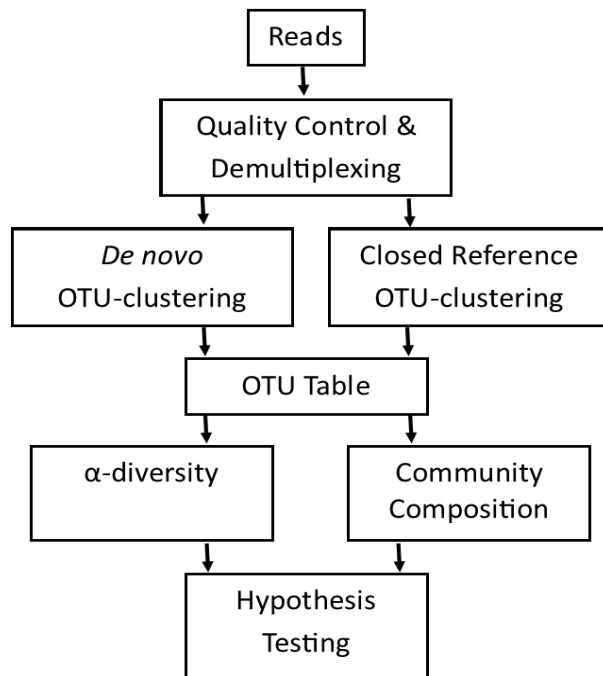 Reads
Quality Control &
Demultiplexing
De novo
OTU-clustering
Closed Reference
OTU-clustering
OTU Table
α-diversity
Community
Composition
Hypothesis
Testing